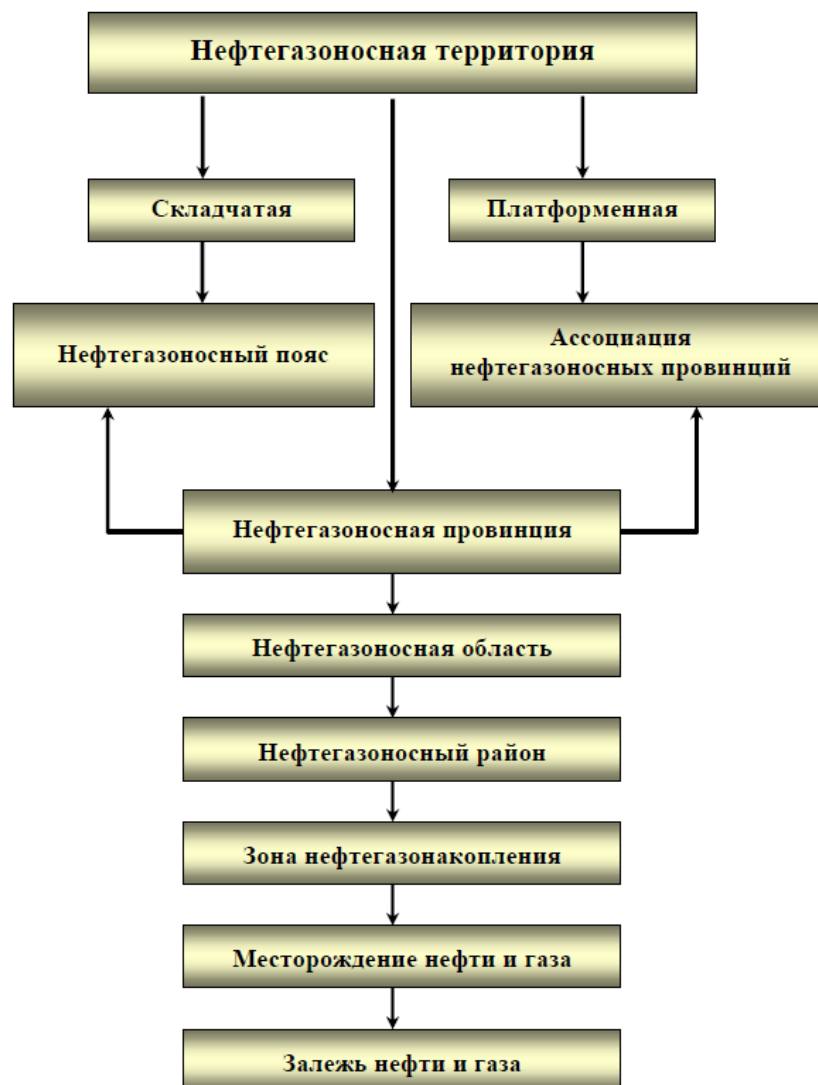 Нефтегазоносная территория
Складчатая
Платформенная
Нефтегазоносный пояс
Ассоциация
нефтегазоносных провинций
Нефтегазоносная провинция
Нефтегазоносная область
Нефтегазоносный район
Зона нефтегазонакопления
Месторождение нефти и газа
Залежь нефти и газа